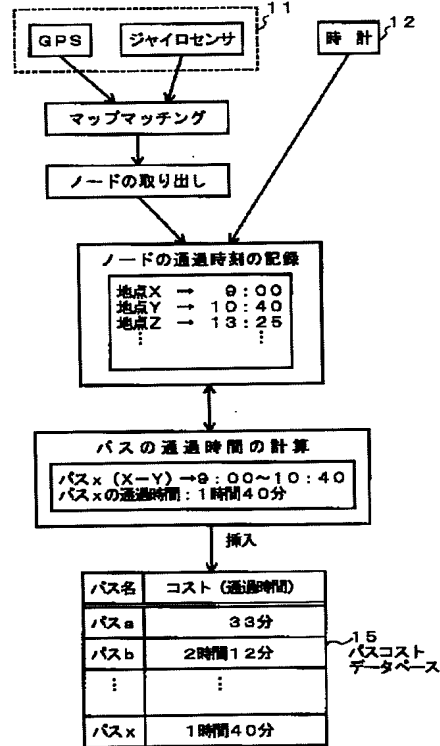 11
GPS
ジャイロセンサ
時計
12
マップマッチング
ノードの取り出し
ノードの通過時刻の記録
地点X → 9:00
地点Y → 10:40
地点Z → 13:25
⋮ ⋮
パスの通過時間の計算
パスx (X−Y)→9:00〜10:40
パスxの通過時間:1時間40分
挿入
パス名 コスト (通過時間)
パスa 33分
パスb 2時間12分
⋮ ⋮
パスx 1時間40分
15
パスコスト
データベース